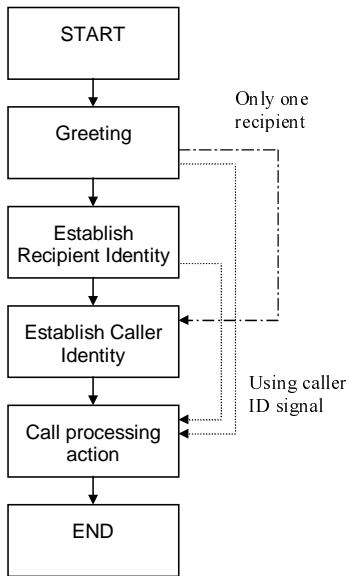 START
Only one
recipient
Greeting
Establish
Recipient Identity
Establish Caller
Identity
Using caller
ID signal
Call processing
action
END